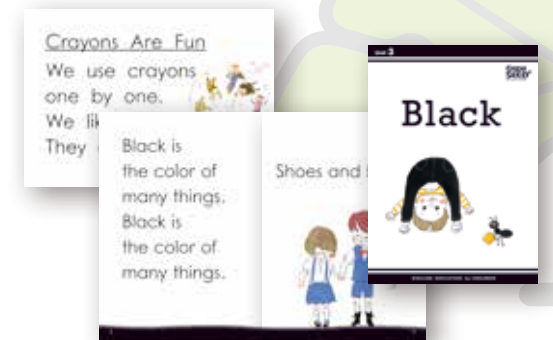 Crayons Are Fun
We use crayons
one by one.
We
They
Black is
the color of
many things.
Black is
the color of
many things.
Shoes and
3
Black